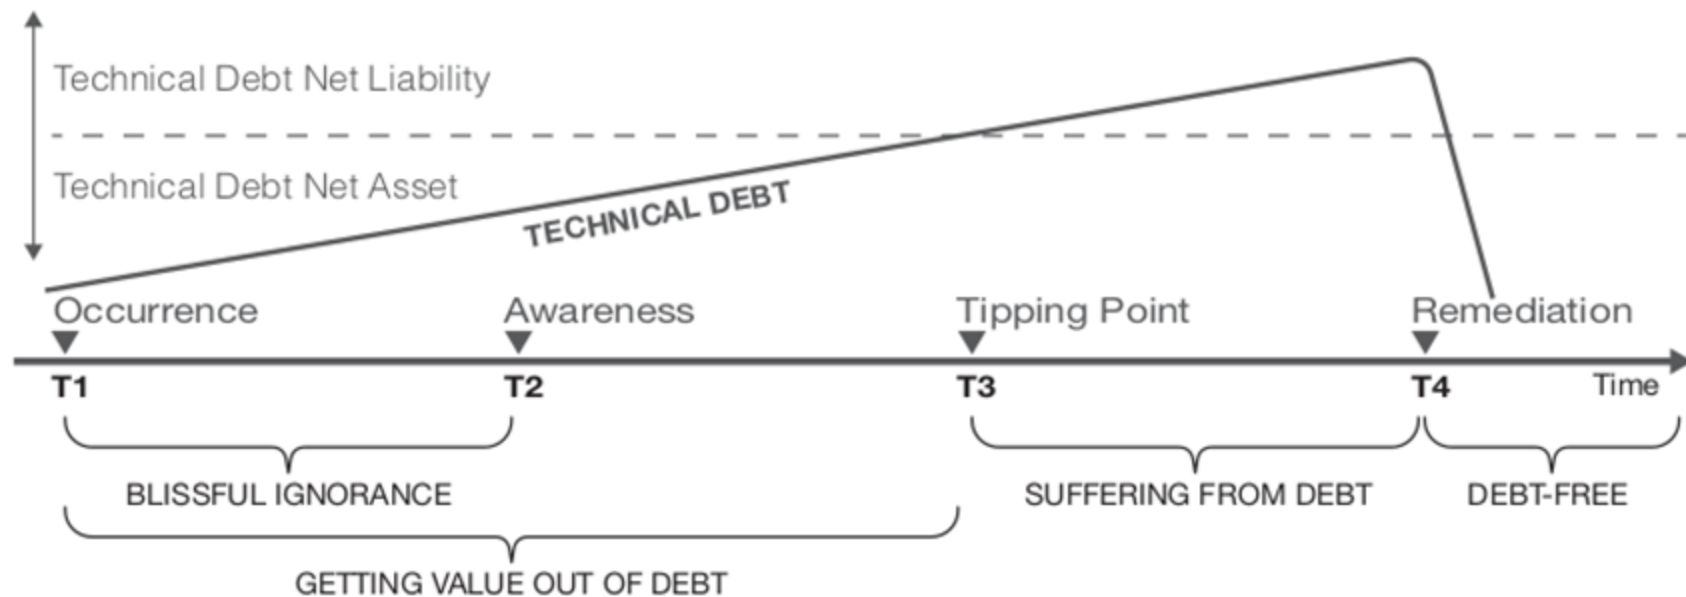 Technical Debt Net Liability
Technical Debt Net Asset
TECHNICAL DEBT
Occurrence
Awareness
Tipping Point
Remediation
T1
T2
T3
T4
Time
BLISSFUL IGNORANCE
SUFFERING FROM DEBT
DEBT-FREE
GETTING VALUE OUT OF DEBT